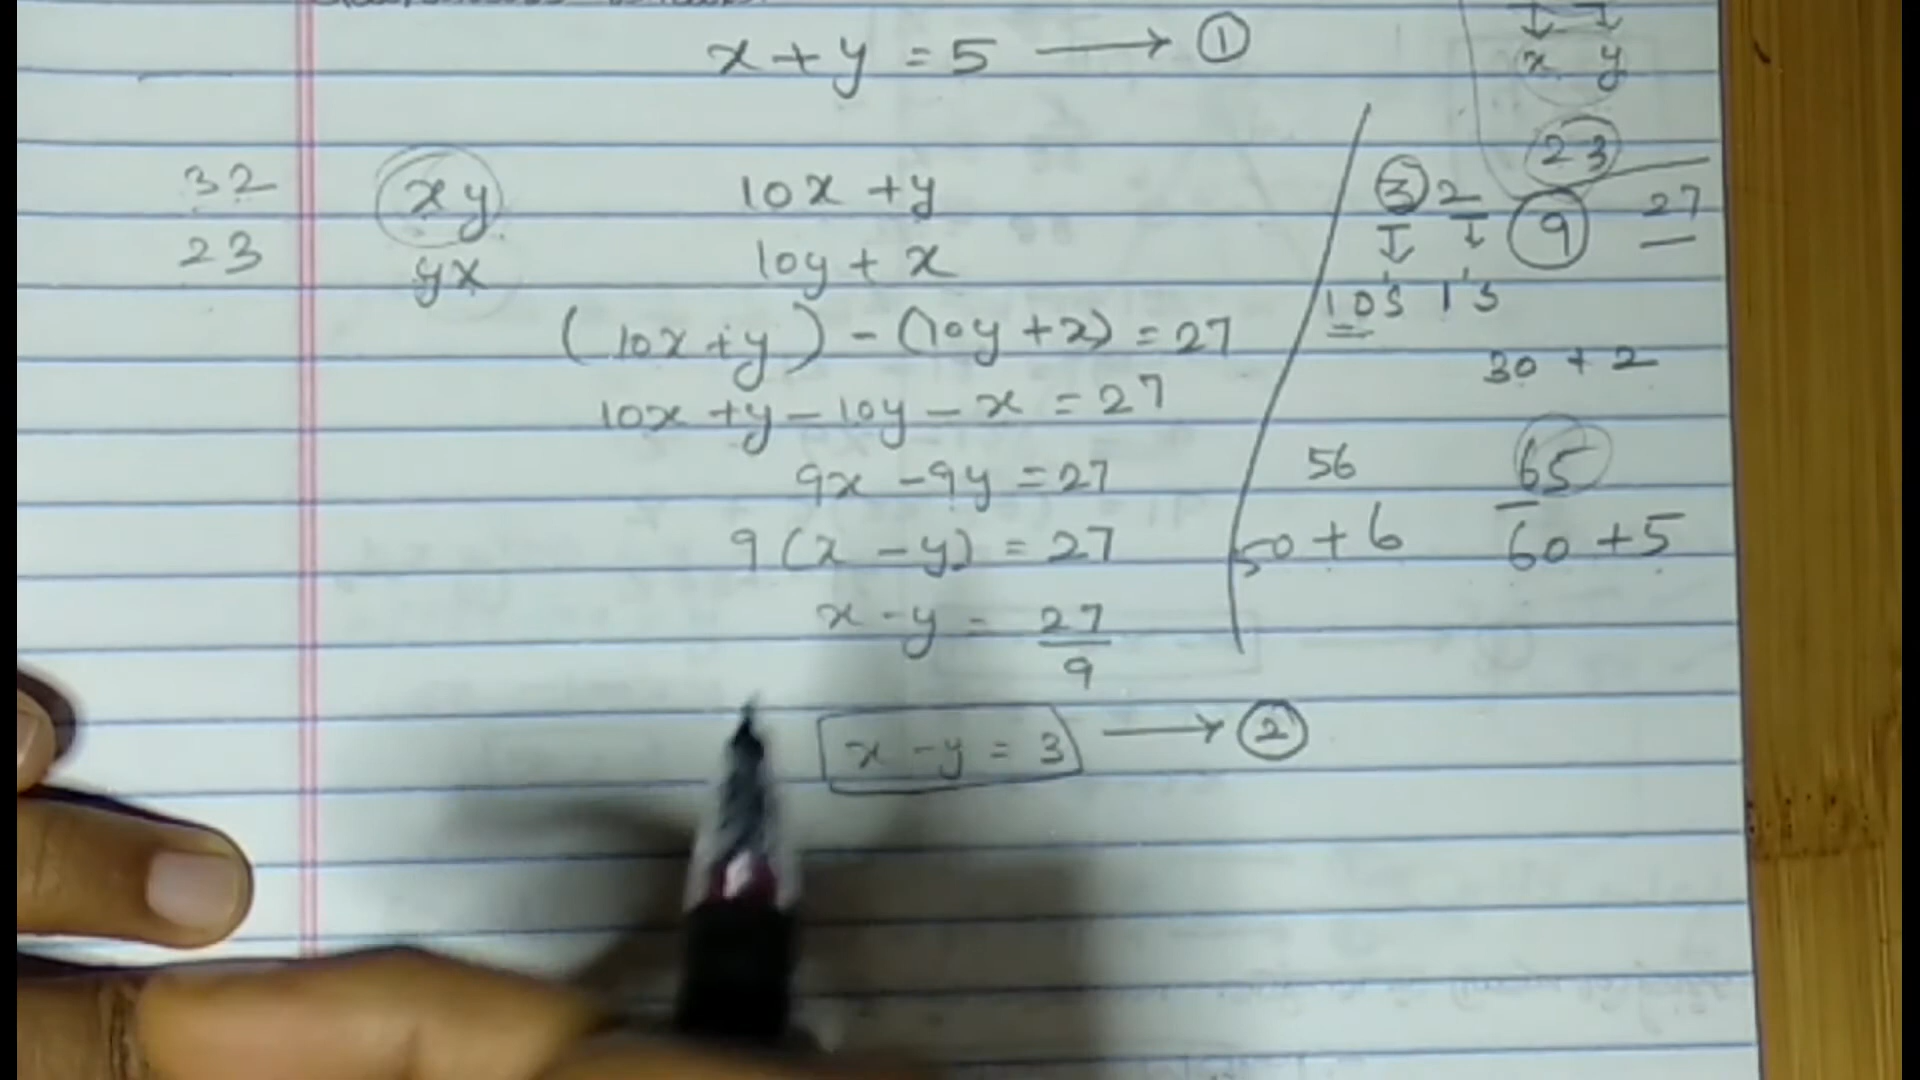 x + y = 5 → ①
↓ ↓
x y
32 xy 10x + y
23 yx 10y + x
(10x + y) - (10y + x) = 27
10x + y - 10y - x = 27
9x - 9y = 27
9(x - y) = 27
x - y = 27/9
x - y = 3 → ②
23
3 2 9 27
↓ ↓
10's 1's
30 + 2
56 65
50 + 6 60 + 5